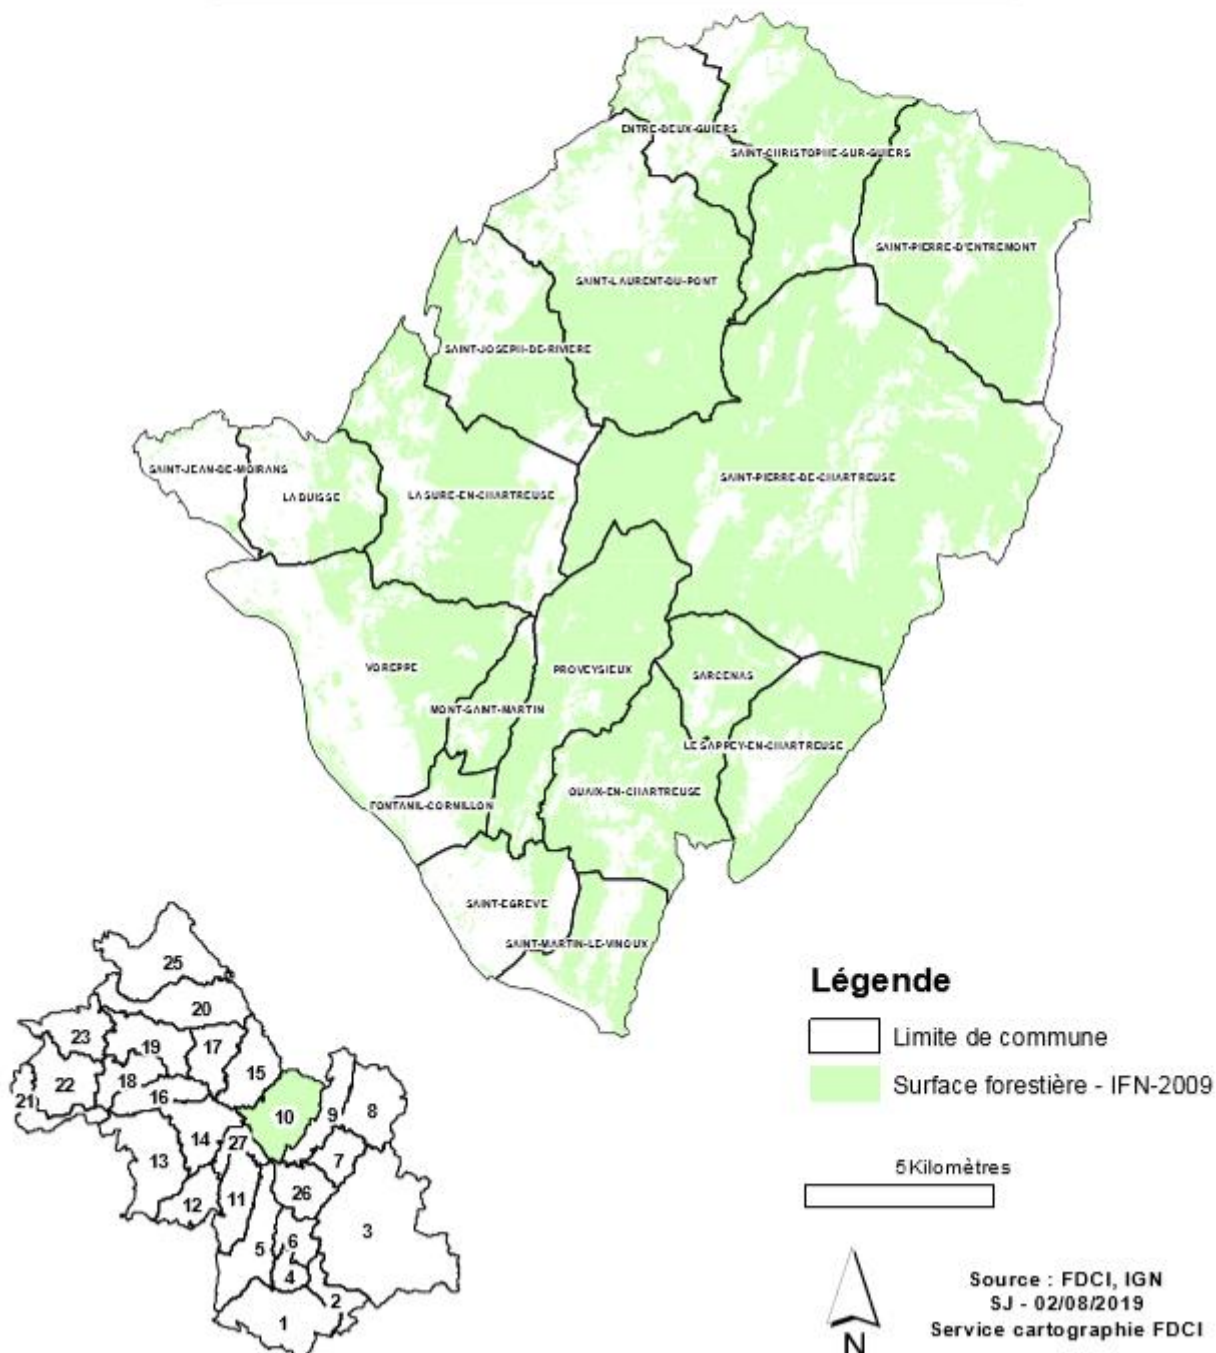 ENTRE-DEUX-GUIERS
SAINT-CHRISTOPHE-SUR-GUIERS
SAINT-PIERRE-D'ENTREMONT
SAINT-LAURENT-DU-PONT
SAINT-JOSEPH-DE-RIVIERE
SAINT-JEAN-DE-MOIRANS
LA BUISSE
LA SURE-EN-CHARTREUSE
SAINT-PIERRE-DE-CHARTREUSE
VOREPPE
PROVEYSIEUX
SARCENAS
MONT-SAINT-MARTIN
LE SAPPEY-EN-CHARTREUSE
FONTANIL-CORNILLON
QUAIX-EN-CHARTREUSE
SAINT-EGREVE
SAINT-MARTIN-LE-VINOUX
25
20
23
19
17
15
22
18
21
16
10
9
8
14
27
13
7
12
11
26
3
5
6
4
2
1
Légende
Limite de commune
Surface forestière - IFN-2009
5 Kilomètres
N
Source : FDCI, IGN
SJ - 02/08/2019
Service cartographie FDCI